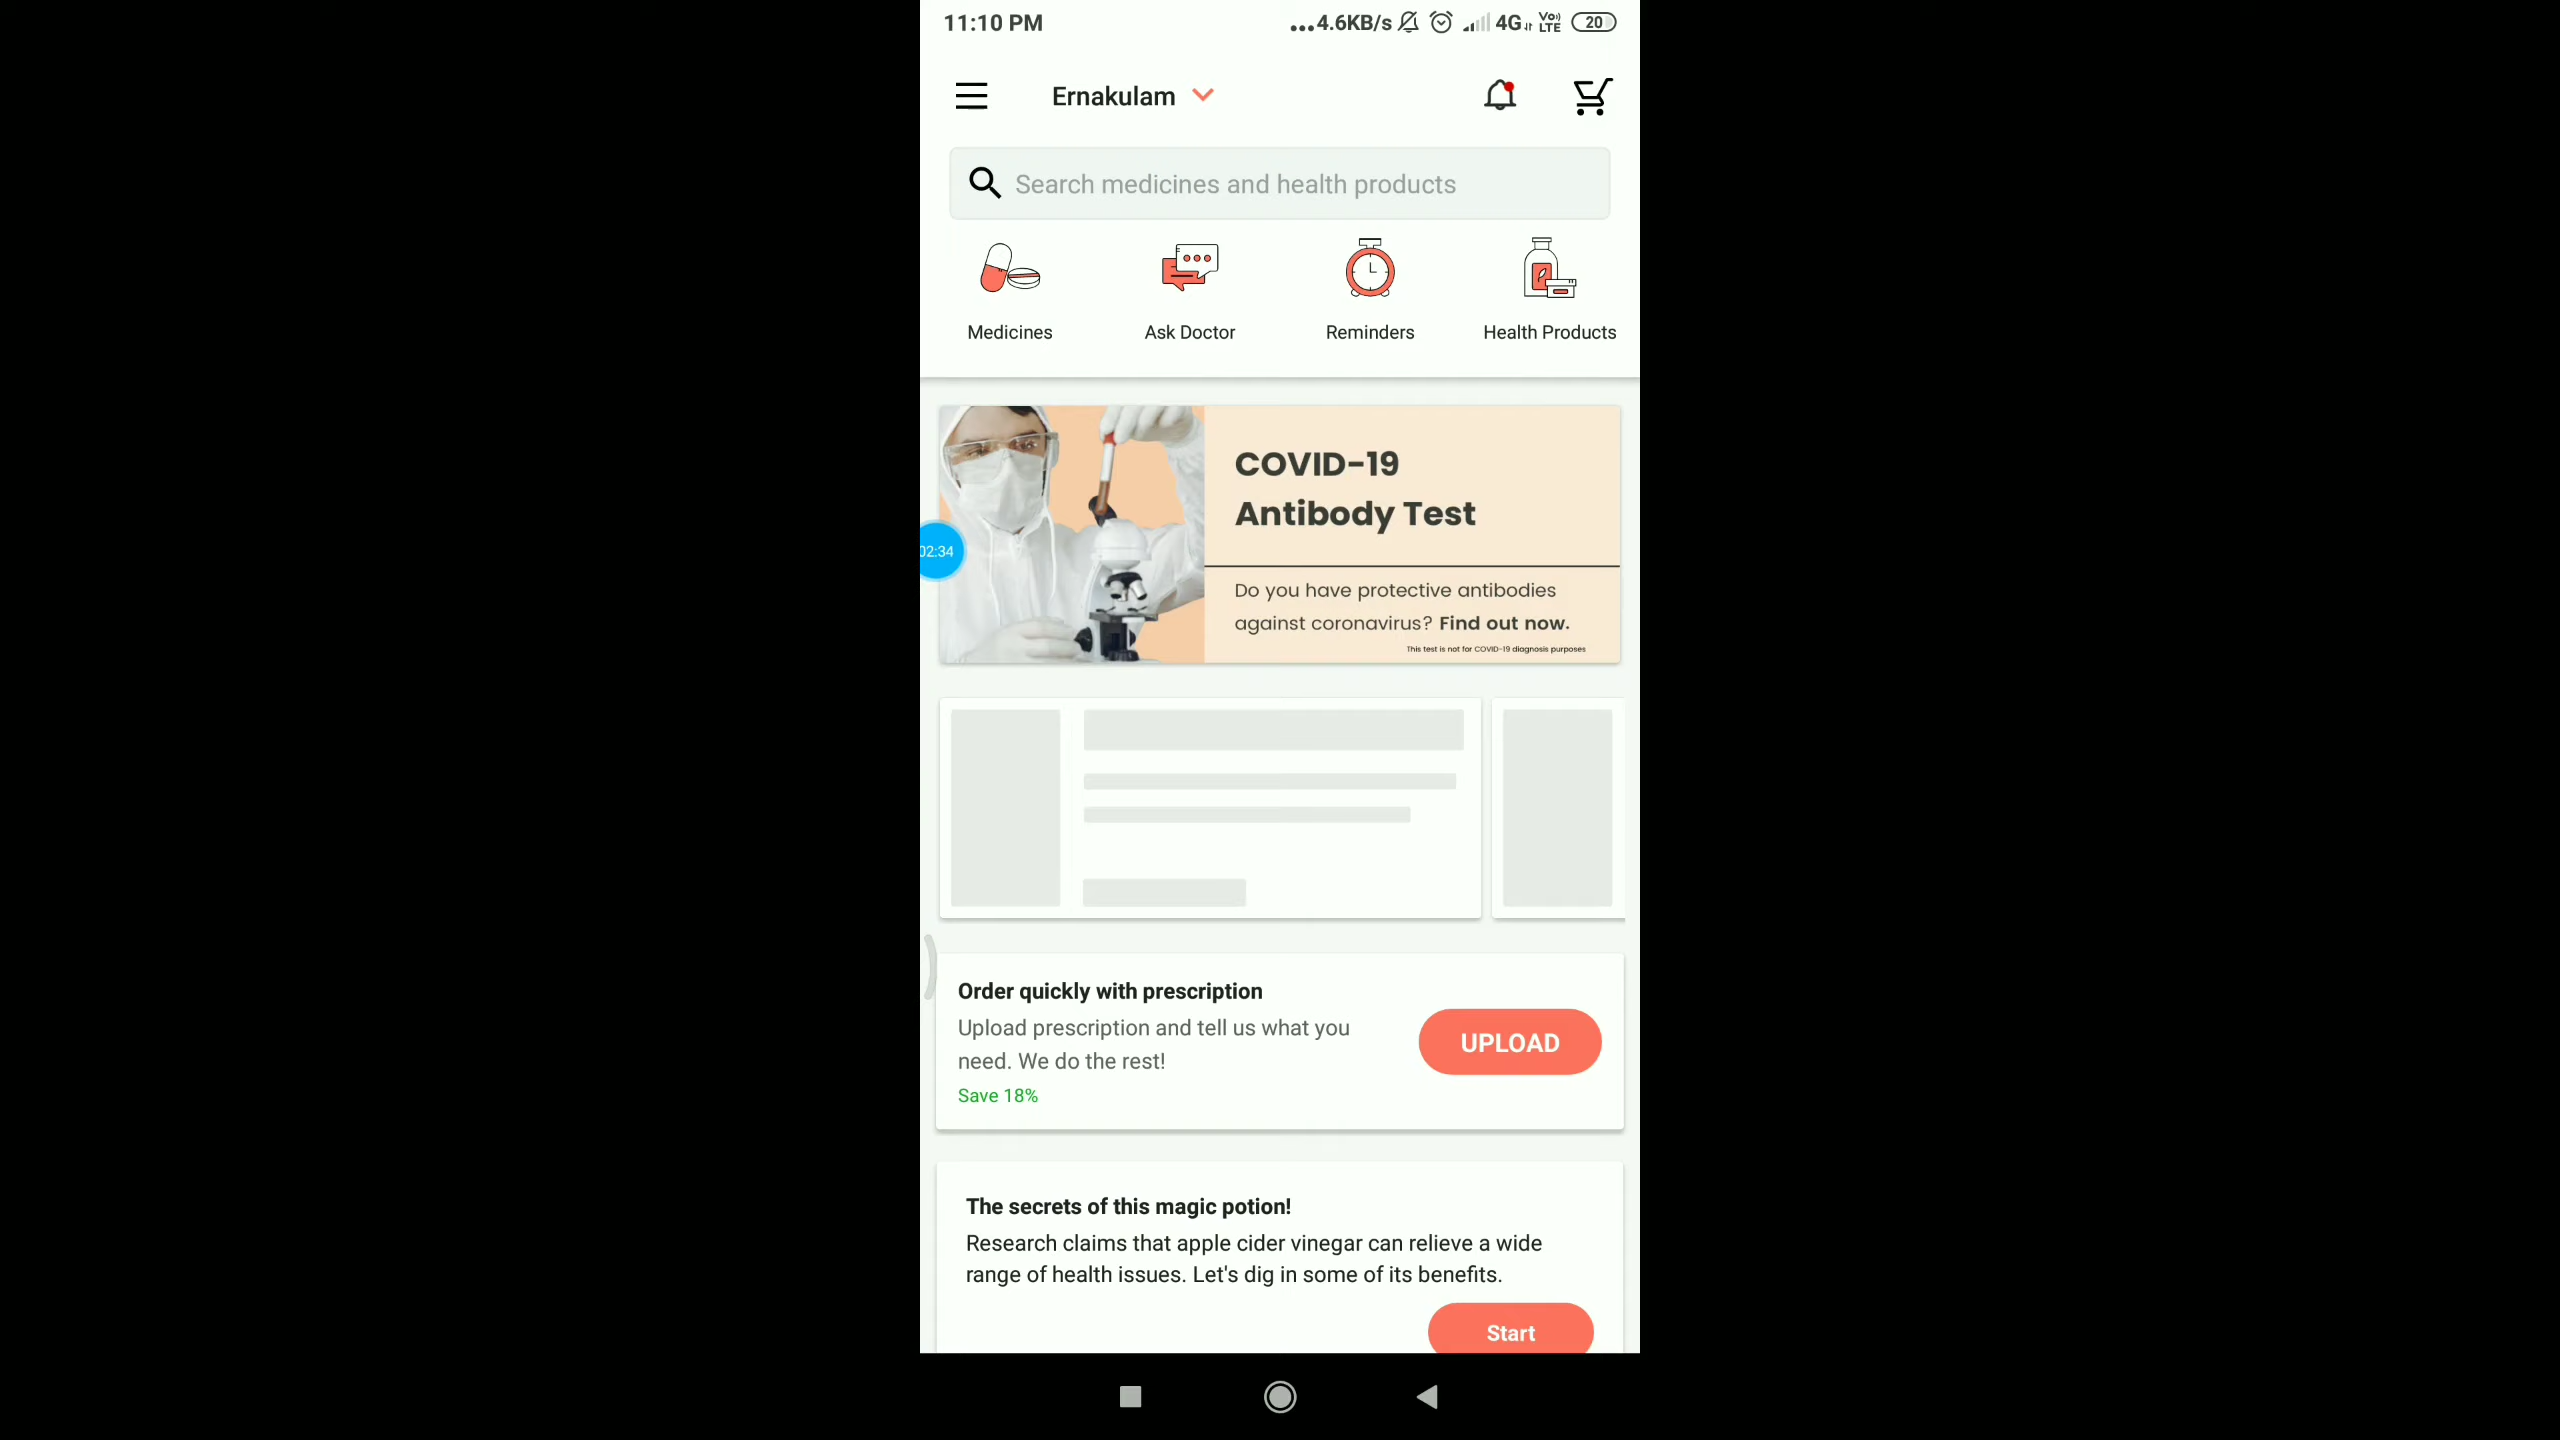 11:10 PM
...4.6KB/s 4G Vo) LTE 20
Ernakulam
Search medicines and health products
Medicines Ask Doctor Reminders Health Products
COVID-19
Antibody Test
Do you have protective antibodies
against coronavirus? Find out now.
This test is not for COVID-19 diagnosis purposes
02:34
Order quickly with prescription
Upload prescription and tell us what you
need. We do the rest!
Save 18%
UPLOAD
The secrets of this magic potion!
Research claims that apple cider vinegar can relieve a wide
range of health issues. Let's dig in some of its benefits.
Start